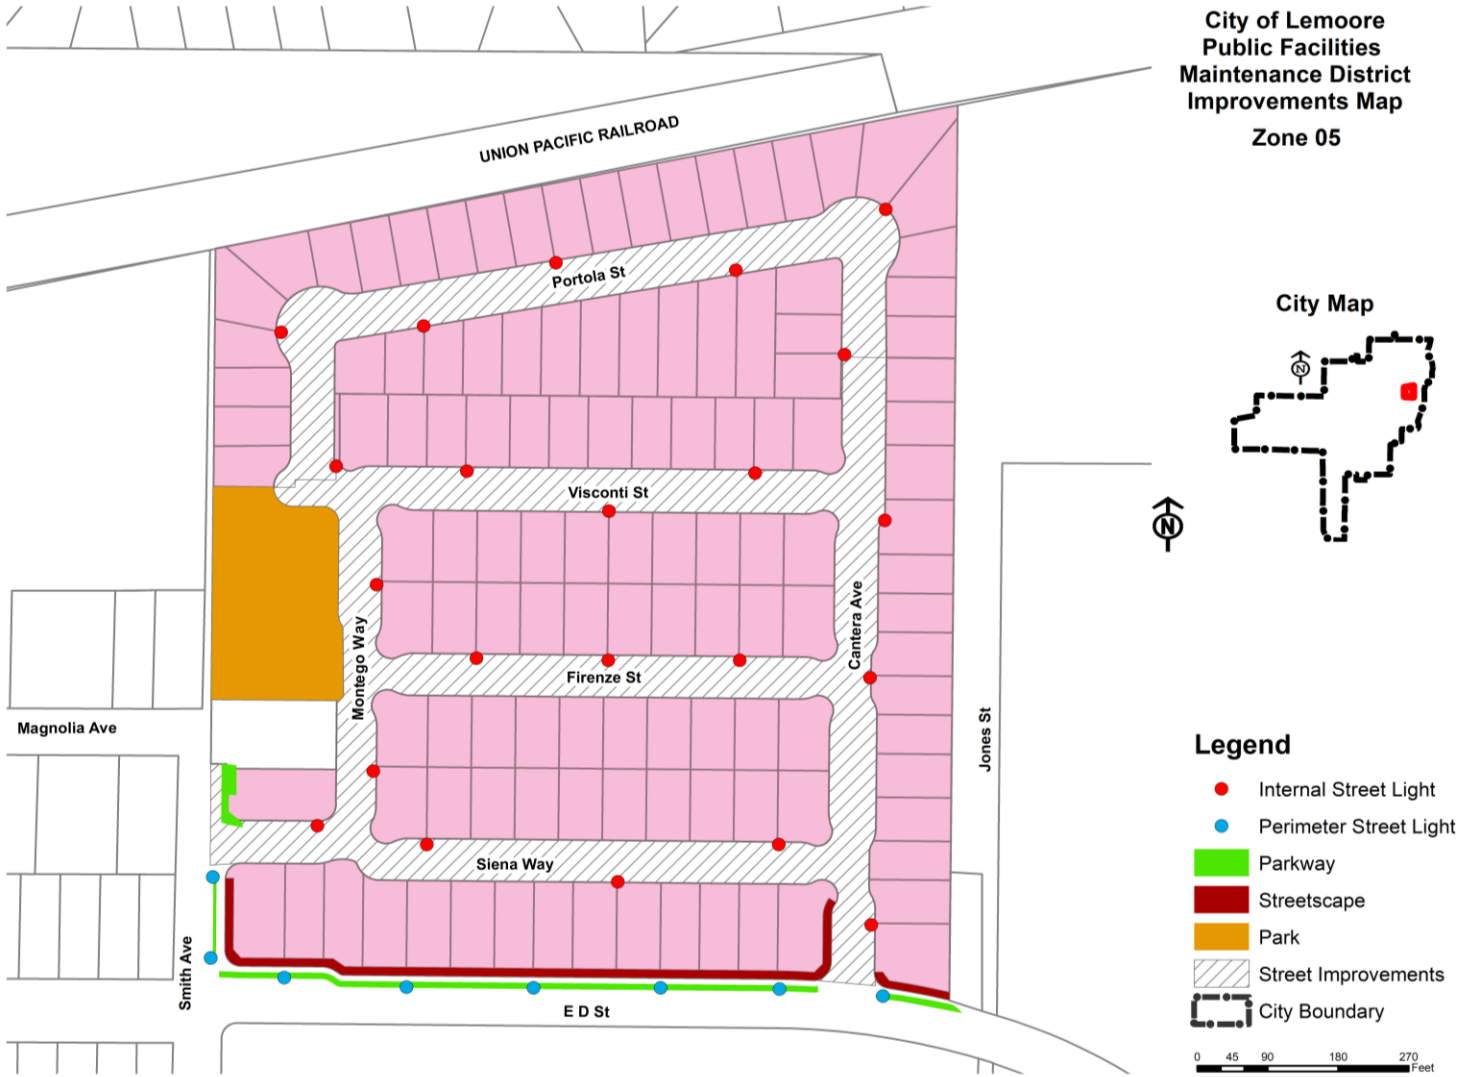 City of Lemoore
Public Facilities
Maintenance District
Improvements Map
Zone 05
UNION PACIFIC RAILROAD
Portola St
City Map
N
Visconti St
N
Cantera Ave
Montego Way
Firenze St
Magnolia Ave
Jones St
Siena Way
Smith Ave
E D St
Legend
Internal Street Light
Perimeter Street Light
Parkway
Streetscape
Park
Street Improvements
City Boundary
0 45 90 180 270
Feet